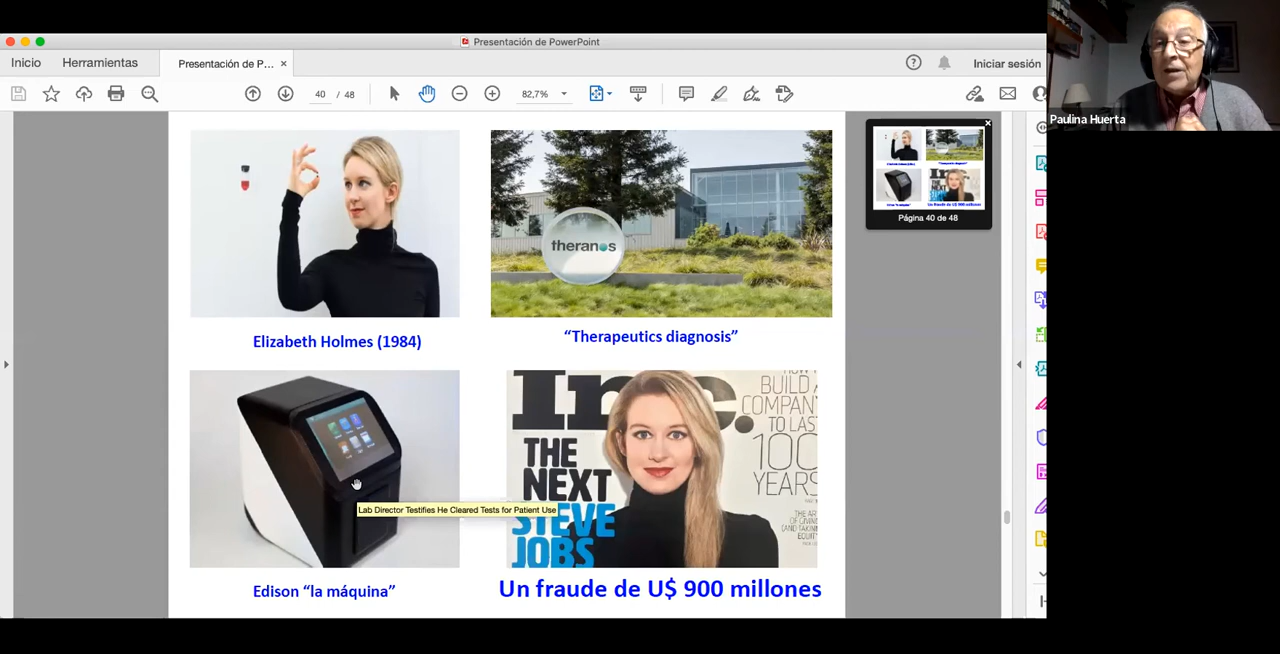 Presentación de PowerPoint
Inicio
Herramientas
Presentación de P...
Iniciar sesión
40 / 48
82,7%
Paulina Huerta
theranos
Elizabeth Holmes (1984)
“Therapeutics diagnosis”
Inc.
THE
NEXT
STEVE
JOBS
BUILD A
COMPANY
TO LAST
100
YEARS
Lab Director Testifies He Cleared Tests for Patient Use
Edison “la máquina”
Un fraude de U$ 900 millones
Página 40 de 48